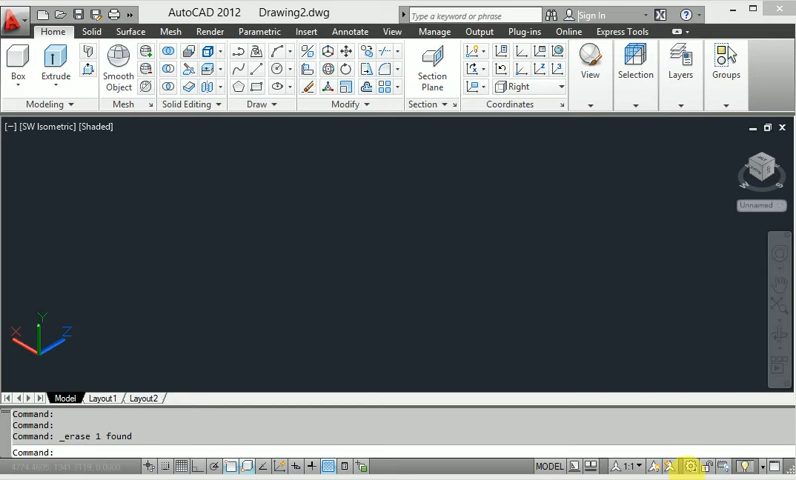 AutoCAD 2012 Drawing2.dwg
Type a keyword or phrase
Sign In
Home Solid Surface Mesh Render Parametric Insert Annotate View Manage Output Plug-ins Online Express Tools
Box
Extrude
Smooth
Object
Section
Plane
Right
View
Selection
Layers
Groups
Modeling
Mesh
Solid Editing
Draw
Modify
Section
Coordinates
[−] [SW Isometric] [Shaded]
W
S
Unnamed
X
Y
Z
Model Layout1 Layout2
Command:
Command:
Command: _erase 1 found
Command:
MODEL
1:1